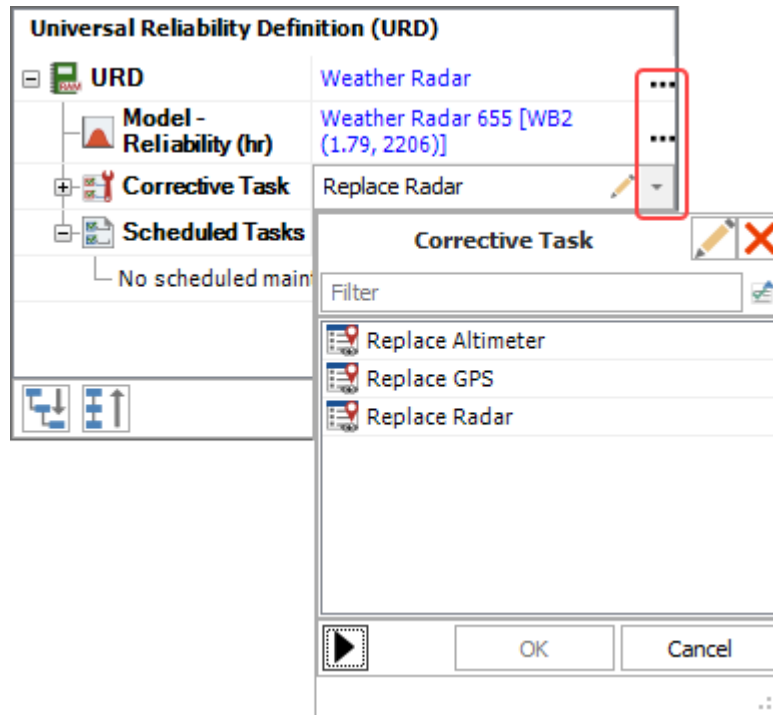 Universal Reliability Definition (URD)
URD Weather Radar ...
Model - Weather Radar 655 [WB2
Reliability (hr) (1.79, 2206)] ...
Corrective Task Replace Radar
Scheduled Tasks Corrective Task
No scheduled main
Filter
Replace Altimeter
Replace GPS
Replace Radar
OK Cancel